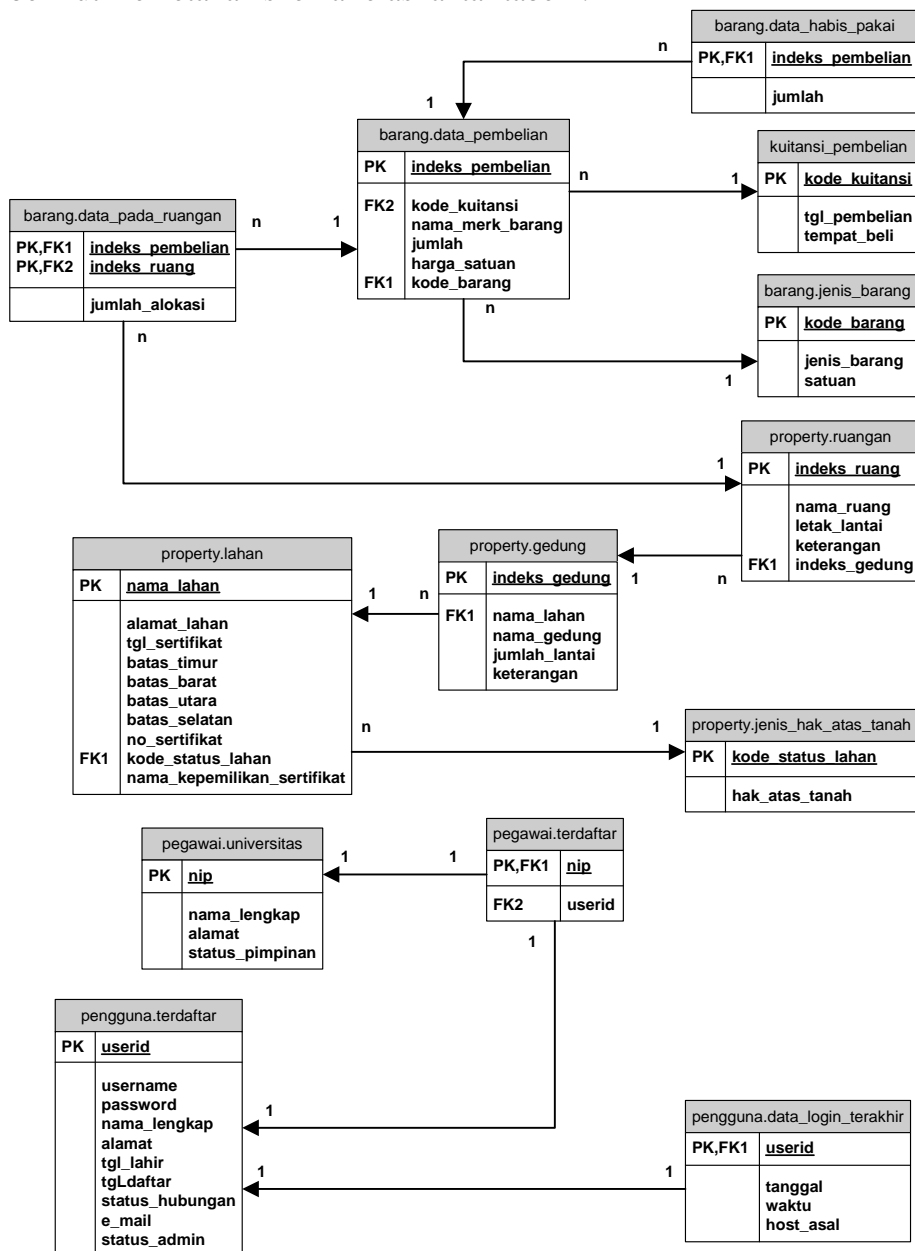 barang.data_habis_pakai
PK,FK1 indeks_pembelian
jumlah
n
1
barang.data_pembelian
PK indeks_pembelian
FK2 kode_kuitansi
nama_merk_barang
jumlah
harga_satuan
FK1 kode_barang
n
1
kuitansi_pembelian
PK kode_kuitansi
tgl_pembelian
tempat_beli
barang.data_pada_ruangan
PK,FK1 indeks_pembelian
PK,FK2 indeks_ruang
jumlah_alokasi
n
1
n
n
1
barang.jenis_barang
PK kode_barang
jenis_barang
satuan
property.ruangan
PK indeks_ruang
nama_ruang
letak_lantai
keterangan
FK1 indeks_gedung
1
n
1
property.gedung
PK indeks_gedung
FK1 nama_lahan
nama_gedung
jumlah_lantai
keterangan
n
1
property.lahan
PK nama_lahan
alamat_lahan
tgl_sertifikat
batas_timur
batas_barat
batas_utara
batas_selatan
no_sertifikat
FK1 kode_status_lahan
nama_kepemilikan_sertifikat
n
1
property.jenis_hak_atas_tanah
PK kode_status_lahan
hak_atas_tanah
pegawai.universitas
PK nip
nama_lengkap
alamat
status_pimpinan
1
1
pegawai.terdaftar
PK,FK1 nip
FK2 userid
1
pengguna.terdaftar
PK userid
username
password
nama_lengkap
alamat
tgl_lahir
tgLdaftar
status_hubungan
e_mail
status_admin
1
1
1
pengguna.data_login_terakhir
PK,FK1 userid
tanggal
waktu
host_asal